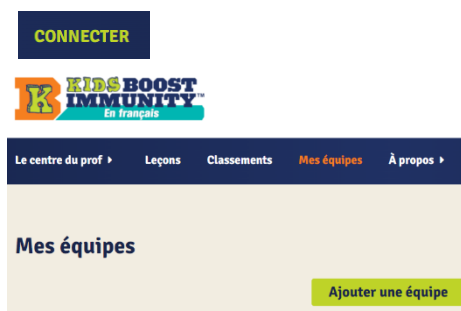 CONNECTER
KIDS BOOST
IMMUNITY™
En français
Le centre du prof Leçons Classements Mes équipes À propos
Mes équipes
Ajouter une équipe